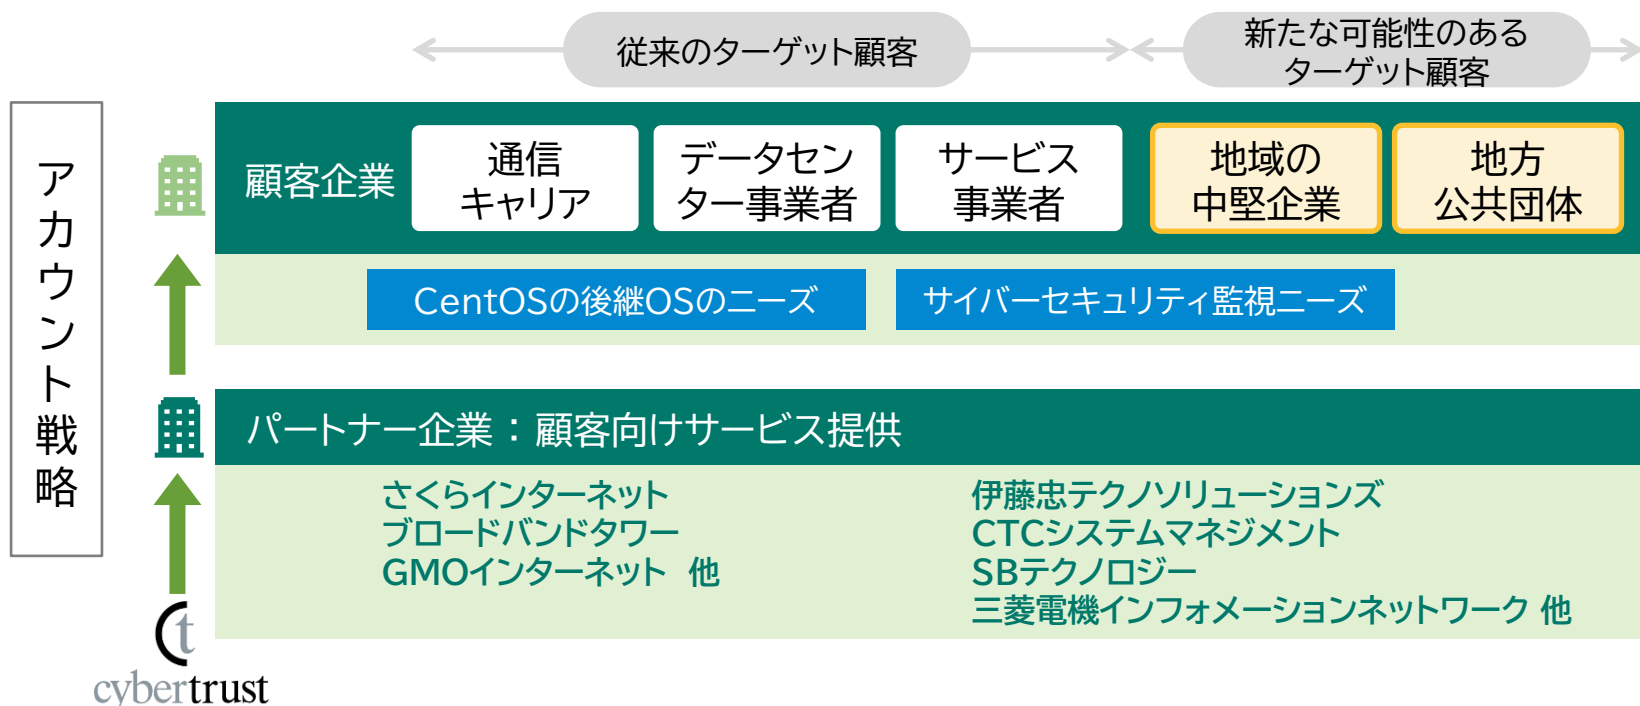 従来のターゲット顧客
新たな可能性のある
ターゲット顧客
アカウント戦略
顧客企業
通信
キャリア
データセン
ター事業者
サービス
事業者
地域の
中堅企業
地方
公共団体
CentOSの後継OSのニーズ
サイバーセキュリティ監視ニーズ
パートナー企業：顧客向けサービス提供
さくらインターネット
ブロードバンドタワー
GMOインターネット 他
伊藤忠テクノソリューションズ
CTCシステムマネジメント
SBテクノロジー
三菱電機インフォメーションネットワーク 他
ct
cybertrust